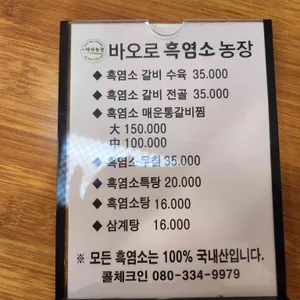 바오로 흑염소 농장
◆ 흑염소 갈비 수육 35.000
◆ 흑염소 갈비 전골 35.000
◆ 흑염소 매운통갈비찜
大 150.000
中 100.000
◆ 흑염소 무침 35.000
◆ 흑염소특탕 20.000
◆ 흑염소탕 16.000
◆ 삼계탕 16.000
※ 모든 흑염소는 100% 국내산입니다.
콜체크인 080-334-9979